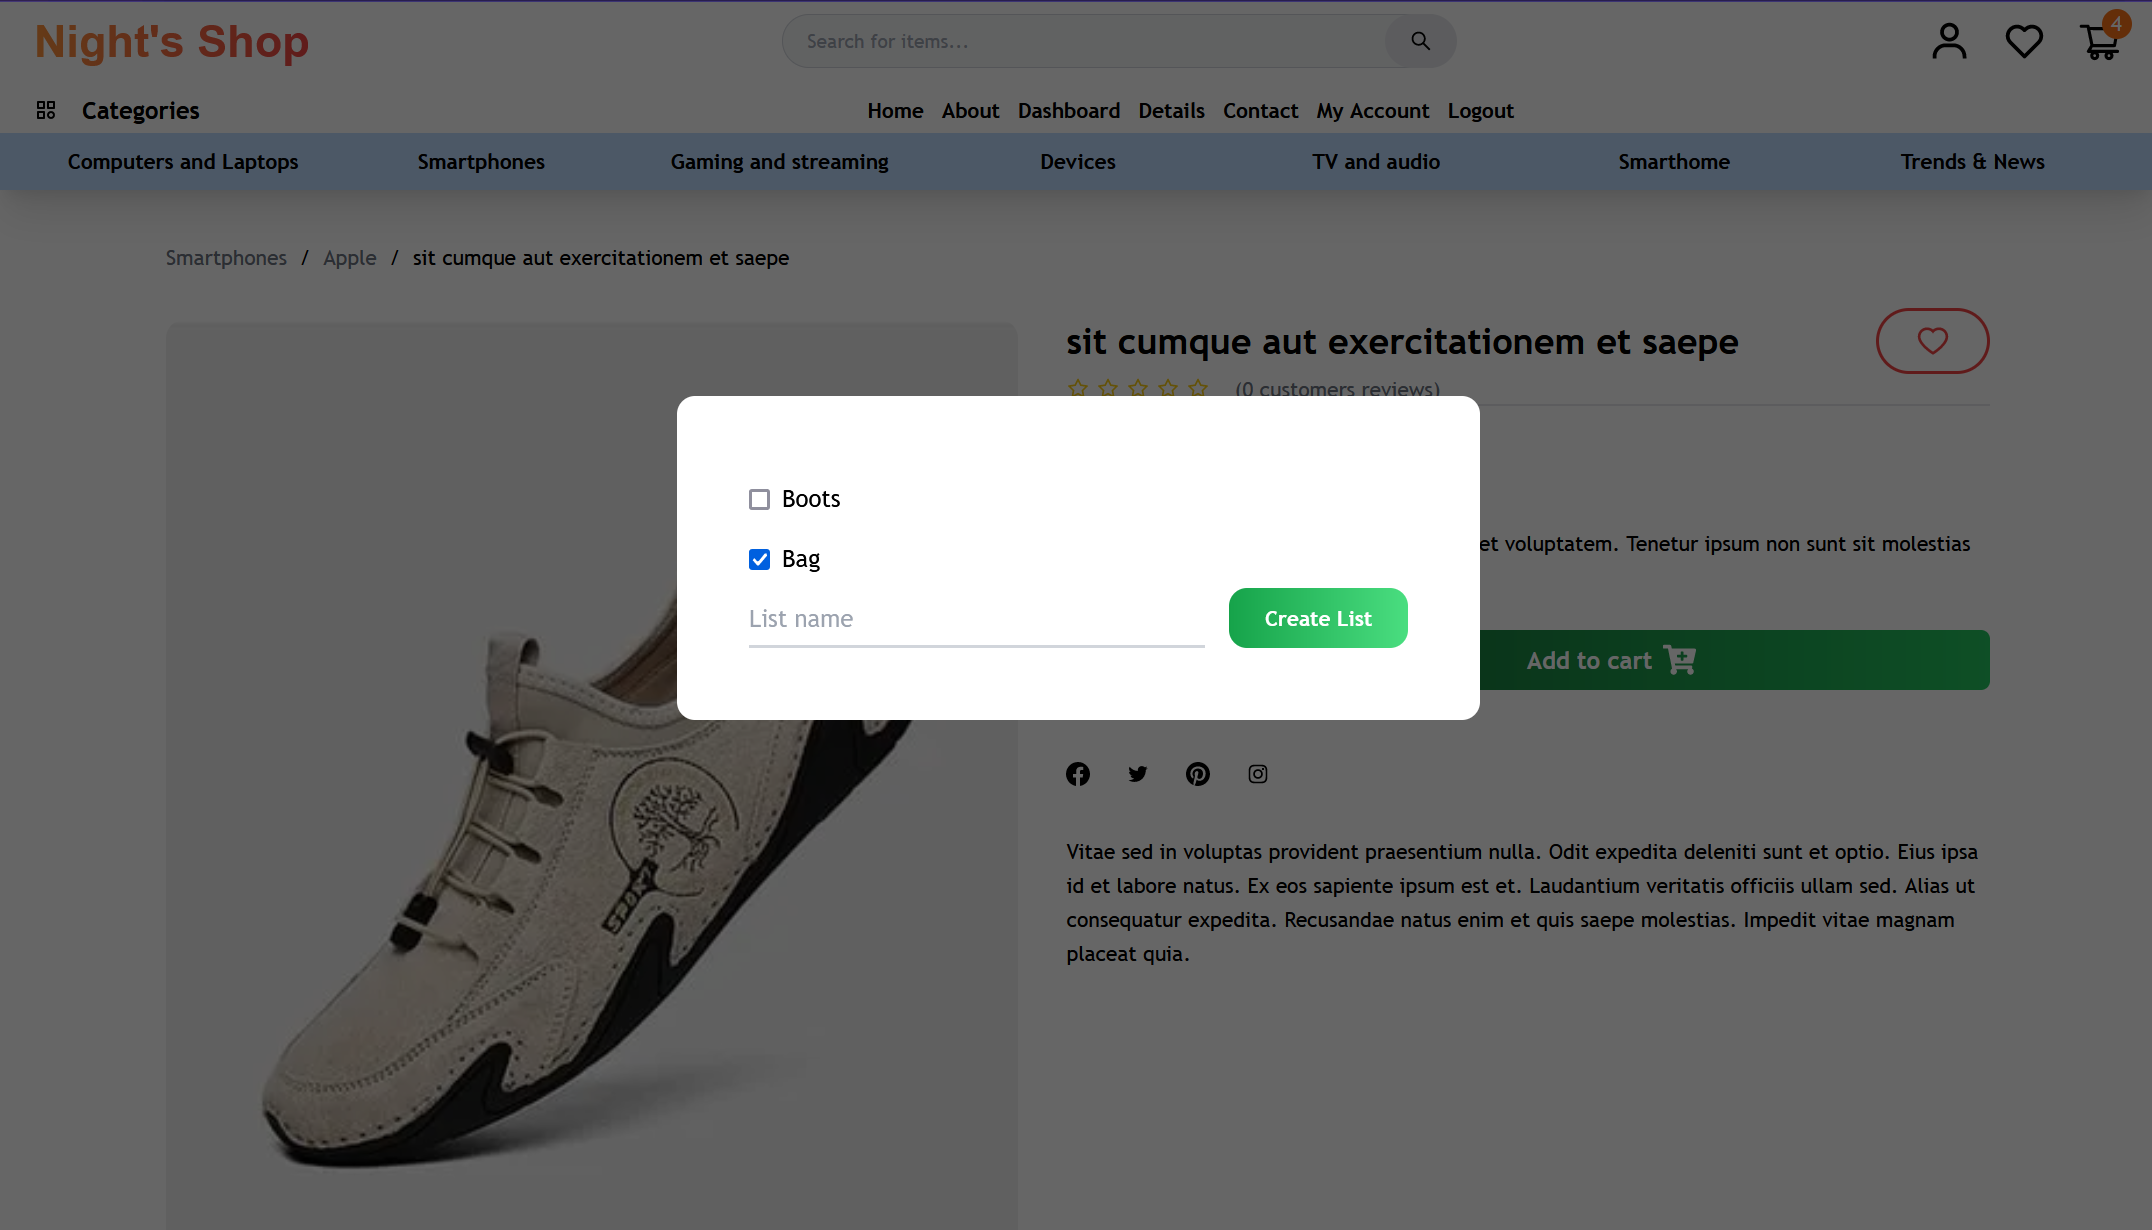 Night's Shop
Search for items...
4
Categories
Home About Dashboard Details Contact My Account Logout
Computers and Laptops Smartphones Gaming and streaming Devices TV and audio Smarthome Trends & News
Smartphones / Apple / sit cumque aut exercitationem et saepe
sit cumque aut exercitationem et saepe
(0 customers reviews)
Boots
et voluptatem. Tenetur ipsum non sunt sit molestias
Bag
List name
Create List
Add to cart
SPORT
Vitae sed in voluptas provident praesentium nulla. Odit expedita deleniti sunt et optio. Eius ipsa
id et labore natus. Ex eos sapiente ipsum est et. Laudantium veritatis officiis ullam sed. Alias ut
consequatur expedita. Recusandae natus enim et quis saepe molestias. Impedit vitae magnam
placeat quia.